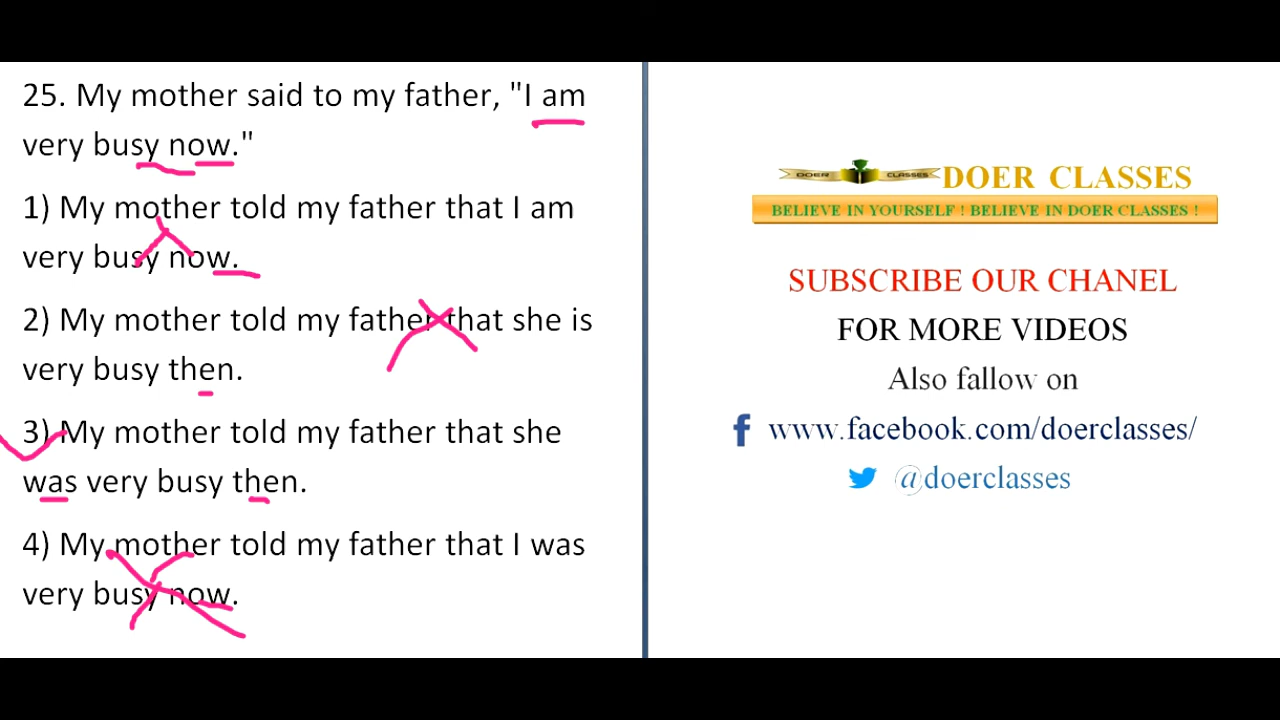 25. My mother said to my father, "I am
very busy now."
1) My mother told my father that I am
very busy now.
2) My mother told my father that she is
very busy then.
3) My mother told my father that she
was very busy then.
4) My mother told my father that I was
very busy now.
DOER CLASSES DOER CLASSES
BELIEVE IN YOURSELF ! BELIEVE IN DOER CLASSES !
SUBSCRIBE OUR CHANEL
FOR MORE VIDEOS
Also fallow on
f www.facebook.com/doerclasses/
@doerclasses